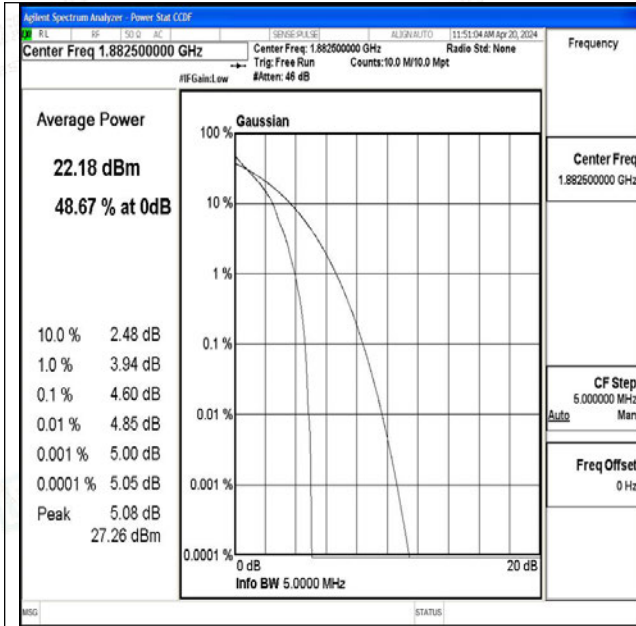 Agilent Spectrum Analyzer - Power Stat CCDF
RL RF 50 Ω AC SENSE:PULSE ALIGNAUTO 11:51:04 AM Apr 20, 2024
Center Freq 1.882500000 GHz
Center Freq: 1.882500000 GHz Radio Std: None
Trig: Free Run Counts:10.0 M/10.0 Mpt
#IFGain:Low #Atten: 46 dB
Frequency
Average Power
22.18 dBm
48.67 % at 0dB
10.0 % 2.48 dB
1.0 % 3.94 dB
0.1 % 4.60 dB
0.01 % 4.85 dB
0.001 % 5.00 dB
0.0001 % 5.05 dB
Peak 5.08 dB
27.26 dBm
Gaussian
100 %
10 %
1 %
0.1 %
0.01 %
0.001 %
0.0001 %
0 dB 20 dB
Info BW 5.0000 MHz
Center Freq
1.882500000 GHz
CF Step
5.000000 MHz
Auto Man
Freq Offset
0 Hz
MSG STATUS